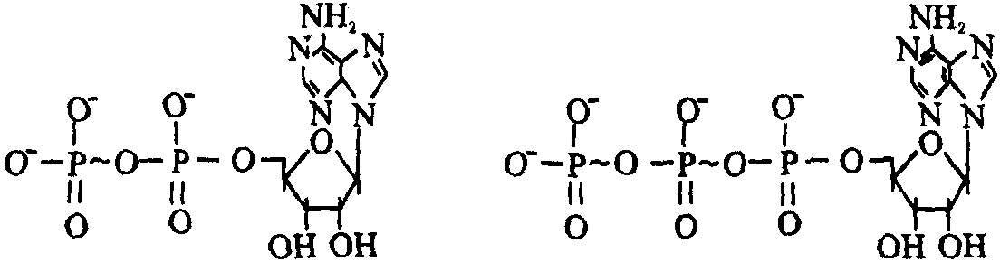 NH₂ NH₂
N N N N
N N N N
O⁻ O⁻ O⁻ O⁻ O⁻
O O
O⁻—P~O—P—O O⁻—P~O—P~O—P—O
O O O O O
OH OH OH OH